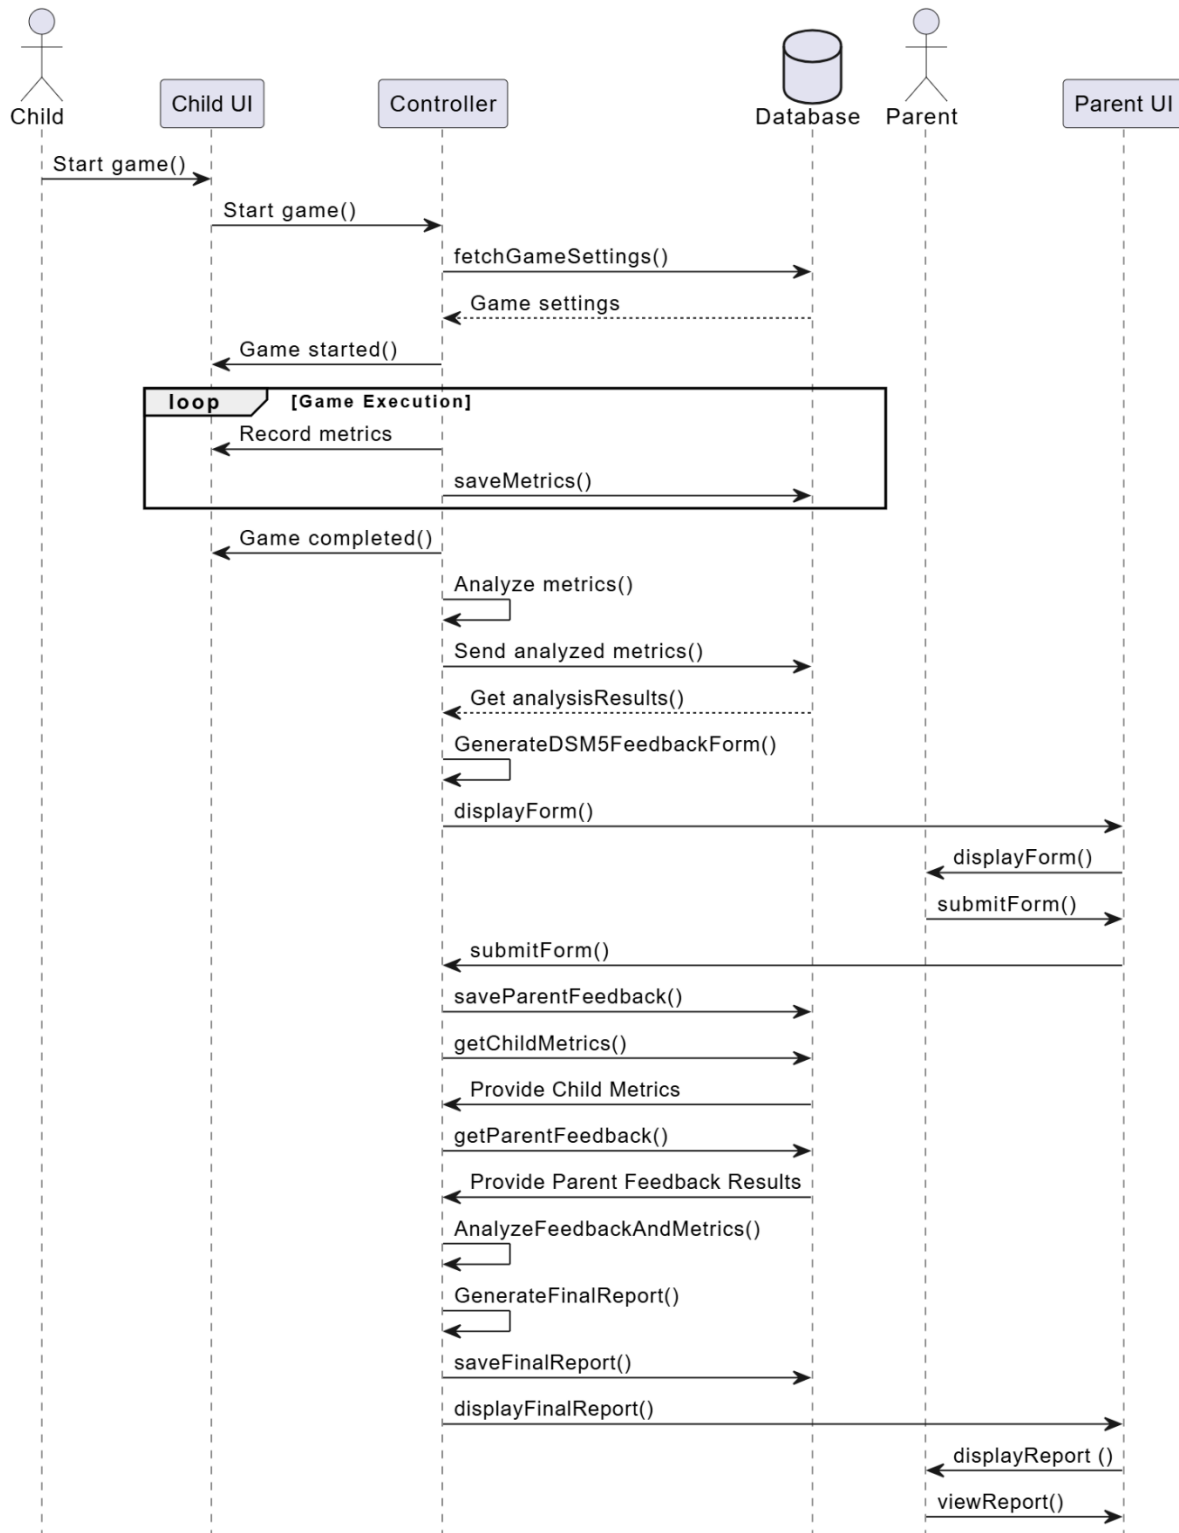 Child
Child UI
Controller
Database
Parent
Parent UI
Start game()
Start game()
fetchGameSettings()
Game settings
Game started()
loop
[Game Execution]
Record metrics
saveMetrics()
Game completed()
Analyze metrics()
Send analyzed metrics()
Get analysisResults()
GenerateDSM5FeedbackForm()
displayForm()
displayForm()
submitForm()
submitForm()
saveParentFeedback()
getChildMetrics()
Provide Child Metrics
getParentFeedback()
Provide Parent Feedback Results
AnalyzeFeedbackAndMetrics()
GenerateFinalReport()
saveFinalReport()
displayFinalReport()
displayReport ()
viewReport()